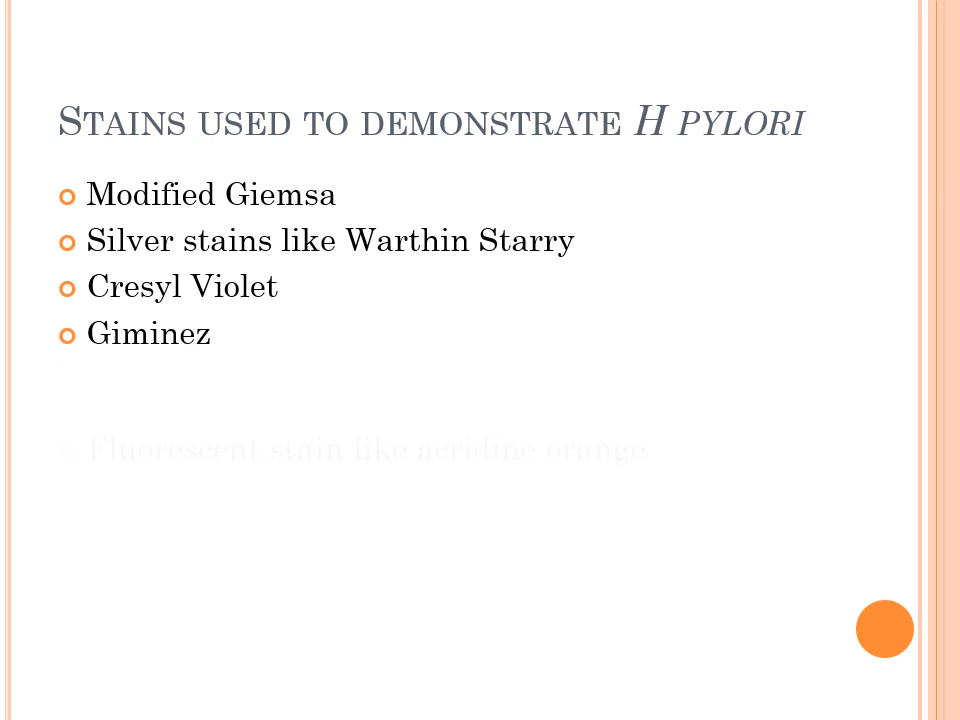 Stains used to demonstrate H pylori
Modified Giemsa
Silver stains like Warthin Starry
Cresyl Violet
Giminez
Fluorescent stain like acridine orange